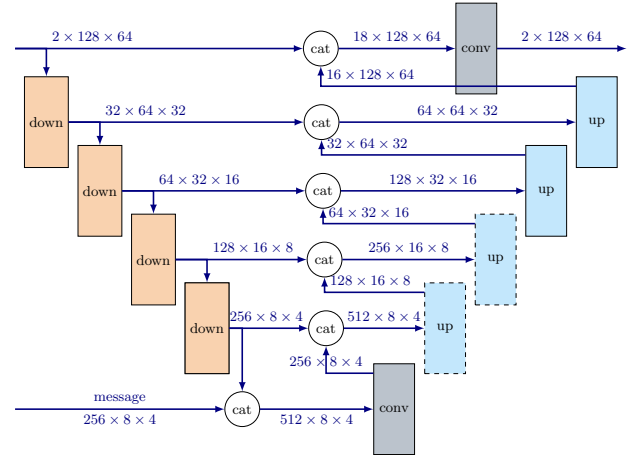 2 × 128 × 64
cat
18 × 128 × 64
conv
2 × 128 × 64
16 × 128 × 64
down
32 × 64 × 32
cat
64 × 64 × 32
up
32 × 64 × 32
down
64 × 32 × 16
cat
128 × 32 × 16
up
64 × 32 × 16
down
128 × 16 × 8
cat
256 × 16 × 8
up
128 × 16 × 8
down
256 × 8 × 4
cat
512 × 8 × 4
up
256 × 8 × 4
message
256 × 8 × 4
cat
512 × 8 × 4
conv